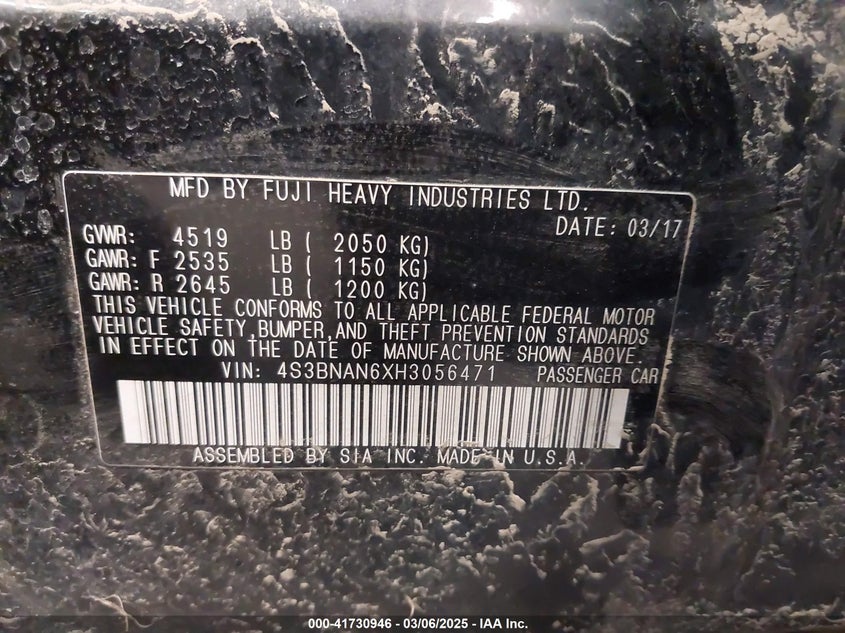 MFD BY FUJI HEAVY INDUSTRIES LTD.
DATE: 03/17
GVWR: 4519 LB ( 2050 KG)
GAWR: F 2535 LB ( 1150 KG)
GAWR: R 2645 LB ( 1200 KG)
THIS VEHICLE CONFORMS TO ALL APPLICABLE FEDERAL MOTOR
VEHICLE SAFETY, BUMPER, AND THEFT PREVENTION STANDARDS
IN EFFECT ON THE DATE OF MANUFACTURE SHOWN ABOVE.
VIN: 4S3BNAN6XH3056471 PASSENGER CAR
ASSEMBLED BY SIA INC. MADE IN U.S.A.
000-41730946 - 03/06/2025 - IAA Inc.